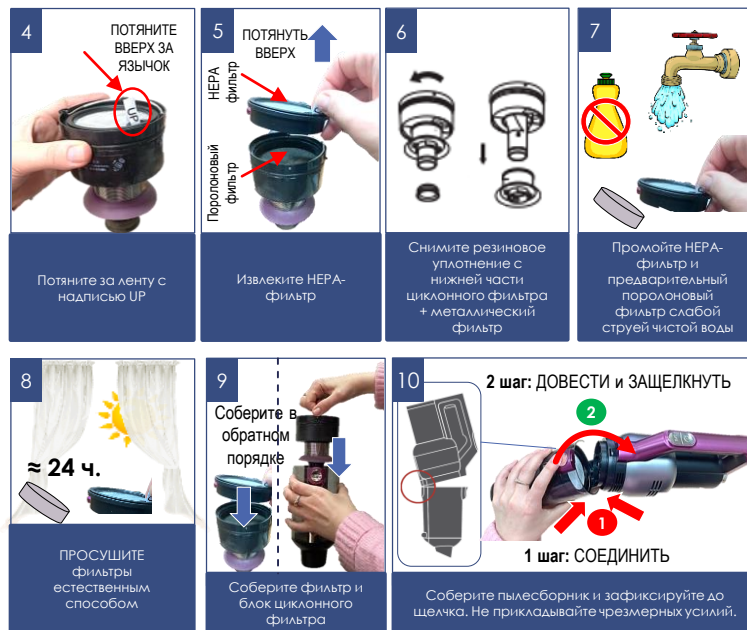 4
ПОТЯНИТЕ
ВВЕРХ ЗА
ЯЗЫЧОК
UP
Потяните за ленту с
надписью UP
5
ПОТЯНУТЬ
ВВЕРХ
HEPA
фильтр
Поролоновый
фильтр
Извлеките HEPA-
фильтр
6
Снимите резиновое
уплотнение с
нижней части
циклонного фильтра
+ металлический
фильтр
7
Промойте HEPA-
фильтр и
предварительный
поролоновый
фильтр слабой
струей чистой воды
8
≈ 24 ч.
ПРОСУШИТЕ
фильтры
естественным
способом
9
Соберите в
обратном
порядке
Соберите фильтр и
блок циклонного
фильтра
10
2 шаг: ДОВЕСТИ и ЗАЩЕЛКНУТЬ
2
1
1 шаг: СОЕДИНИТЬ
Соберите пылесборник и зафиксируйте до
щелчка. Не прикладывайте чрезмерных усилий.